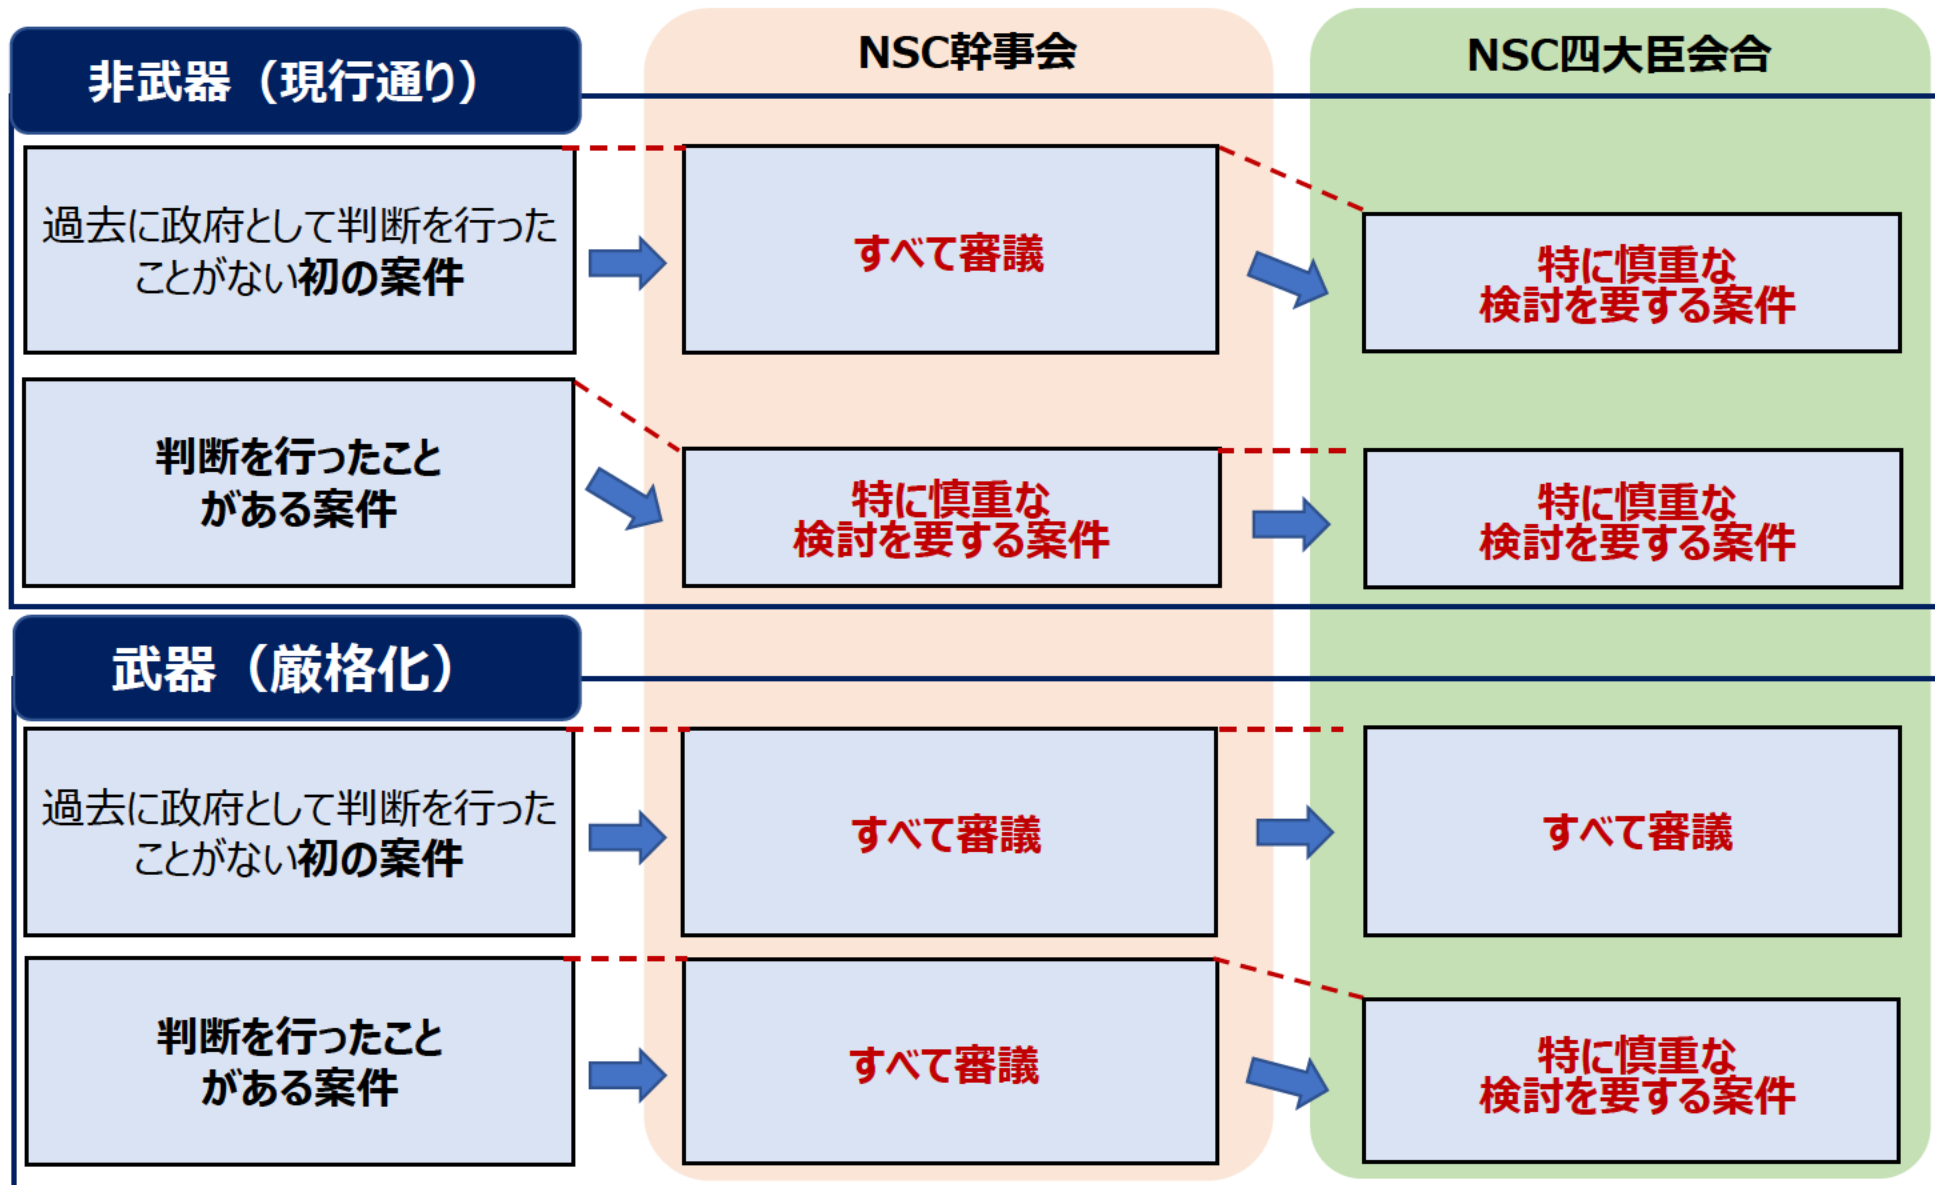 NSC幹事会
NSC四大臣会合
非武器（現行通り）
過去に政府として判断を行った
ことがない初の案件
すべて審議
特に慎重な
検討を要する案件
判断を行ったこと
がある案件
特に慎重な
検討を要する案件
特に慎重な
検討を要する案件
武器（厳格化）
過去に政府として判断を行った
ことがない初の案件
すべて審議
すべて審議
判断を行ったこと
がある案件
すべて審議
特に慎重な
検討を要する案件